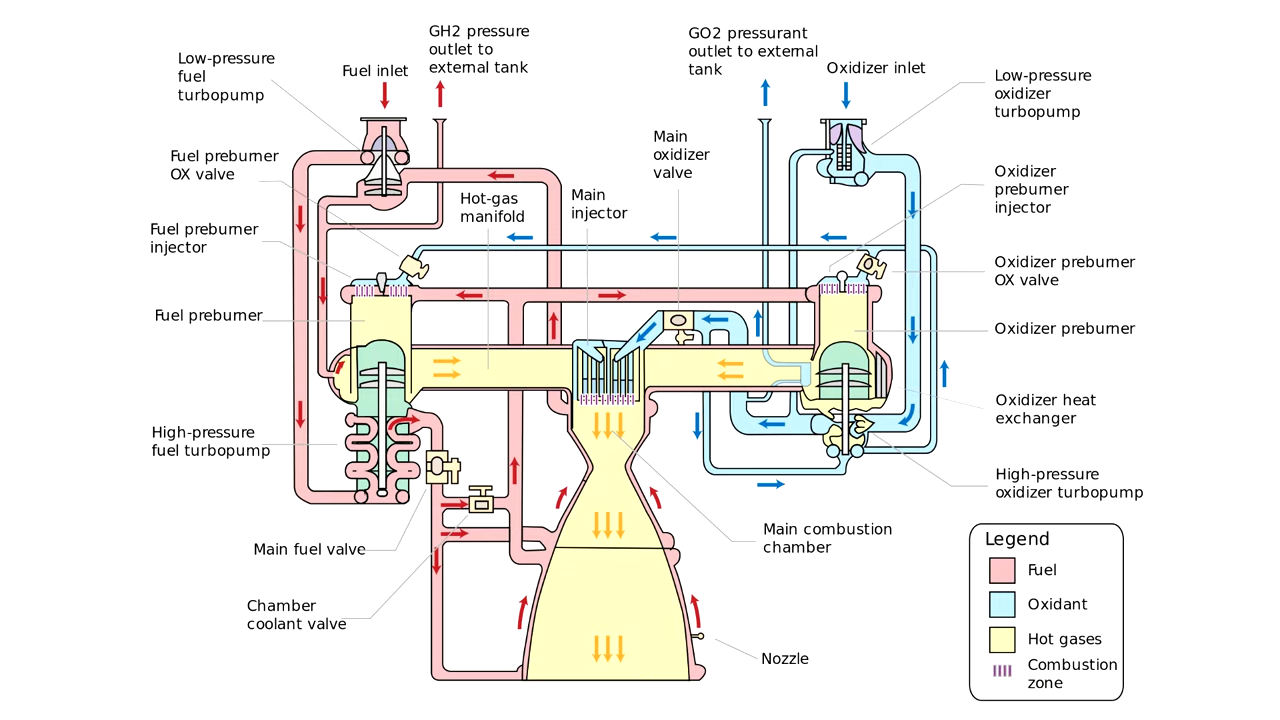 GH2 pressure
outlet to
external tank
GO2 pressurant
outlet to external
tank
Low-pressure
fuel
turbopump
Fuel inlet
Oxidizer inlet
Low-pressure
oxidizer
turbopump
Fuel preburner
OX valve
Main
oxidizer
valve
Oxidizer
preburner
injector
Hot-gas
manifold
Main
injector
Fuel preburner
injector
Oxidizer preburner
OX valve
Fuel preburner
Oxidizer preburner
Oxidizer heat
exchanger
High-pressure
fuel turbopump
High-pressure
oxidizer turbopump
Main fuel valve
Main combustion
chamber
Chamber
coolant valve
Nozzle
Legend
Fuel
Oxidant
Hot gases
Combustion
zone